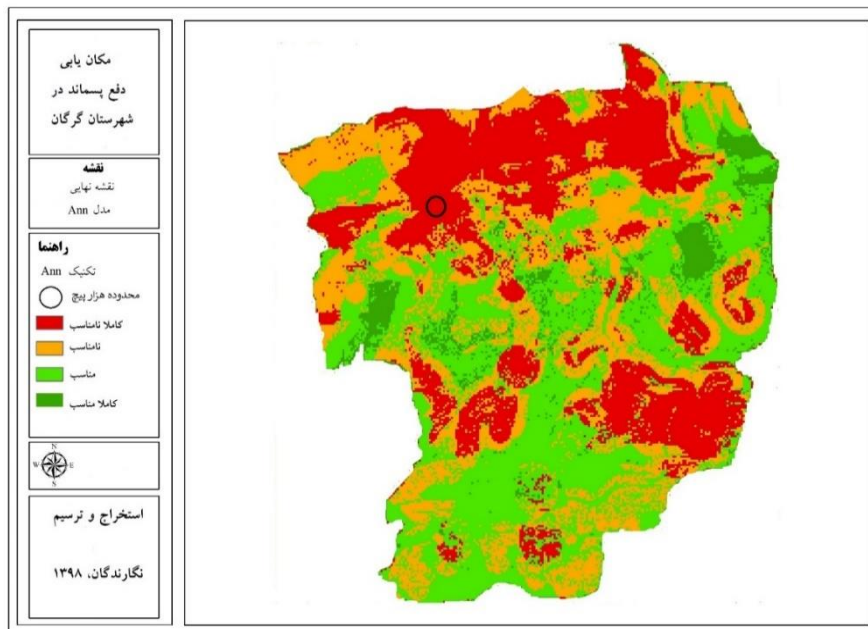 مکان یابی
دفع پسماند در
شهرستان گرگان
نقشه
نقشه نهایی
مدل Ann
راهنما
تکنیک Ann
محدوده هزار پیچ
کاملا نامناسب
نامناسب
مناسب
کاملا مناسب
N
W E
S
استخراج و ترسیم
نگارندگان، ۱۳۹۸